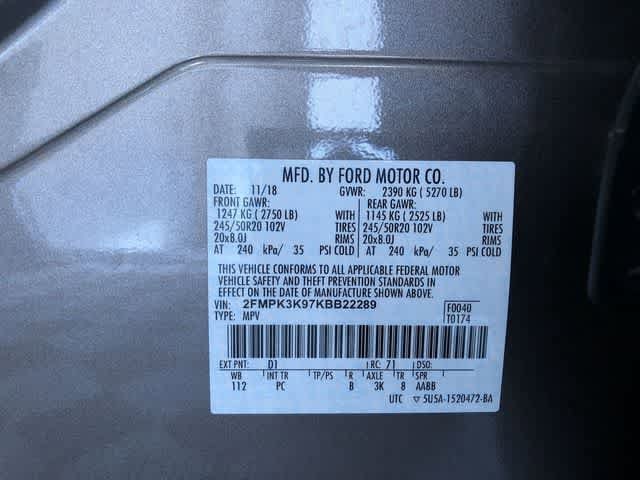 MFD. BY FORD MOTOR CO.
DATE: 11/18 GVWR: 2390 KG ( 5270 LB)
FRONT GAWR: REAR GAWR:
1247 KG ( 2750 LB) WITH 1145 KG ( 2525 LB) WITH
245/50R20 102V TIRES 245/50R20 102V TIRES
20x8.0J RIMS 20x8.0J RIMS
AT 240 kPa/ 35 PSI COLD AT 240 kPa/ 35 PSI COLD
THIS VEHICLE CONFORMS TO ALL APPLICABLE FEDERAL MOTOR
VEHICLE SAFETY AND THEFT PREVENTION STANDARDS IN
EFFECT ON THE DATE OF MANUFACTURE SHOWN ABOVE.
VIN: 2FMPK3K97KBB22289 F0040
TYPE: MPV T0174
EXT PNT: D1 RC: 71 DSO:
WB INT TR TP/PS R AXLE TR SPR
112 PC B 3K 8 AABB
UTC ▽ 5U5A-1520472-BA